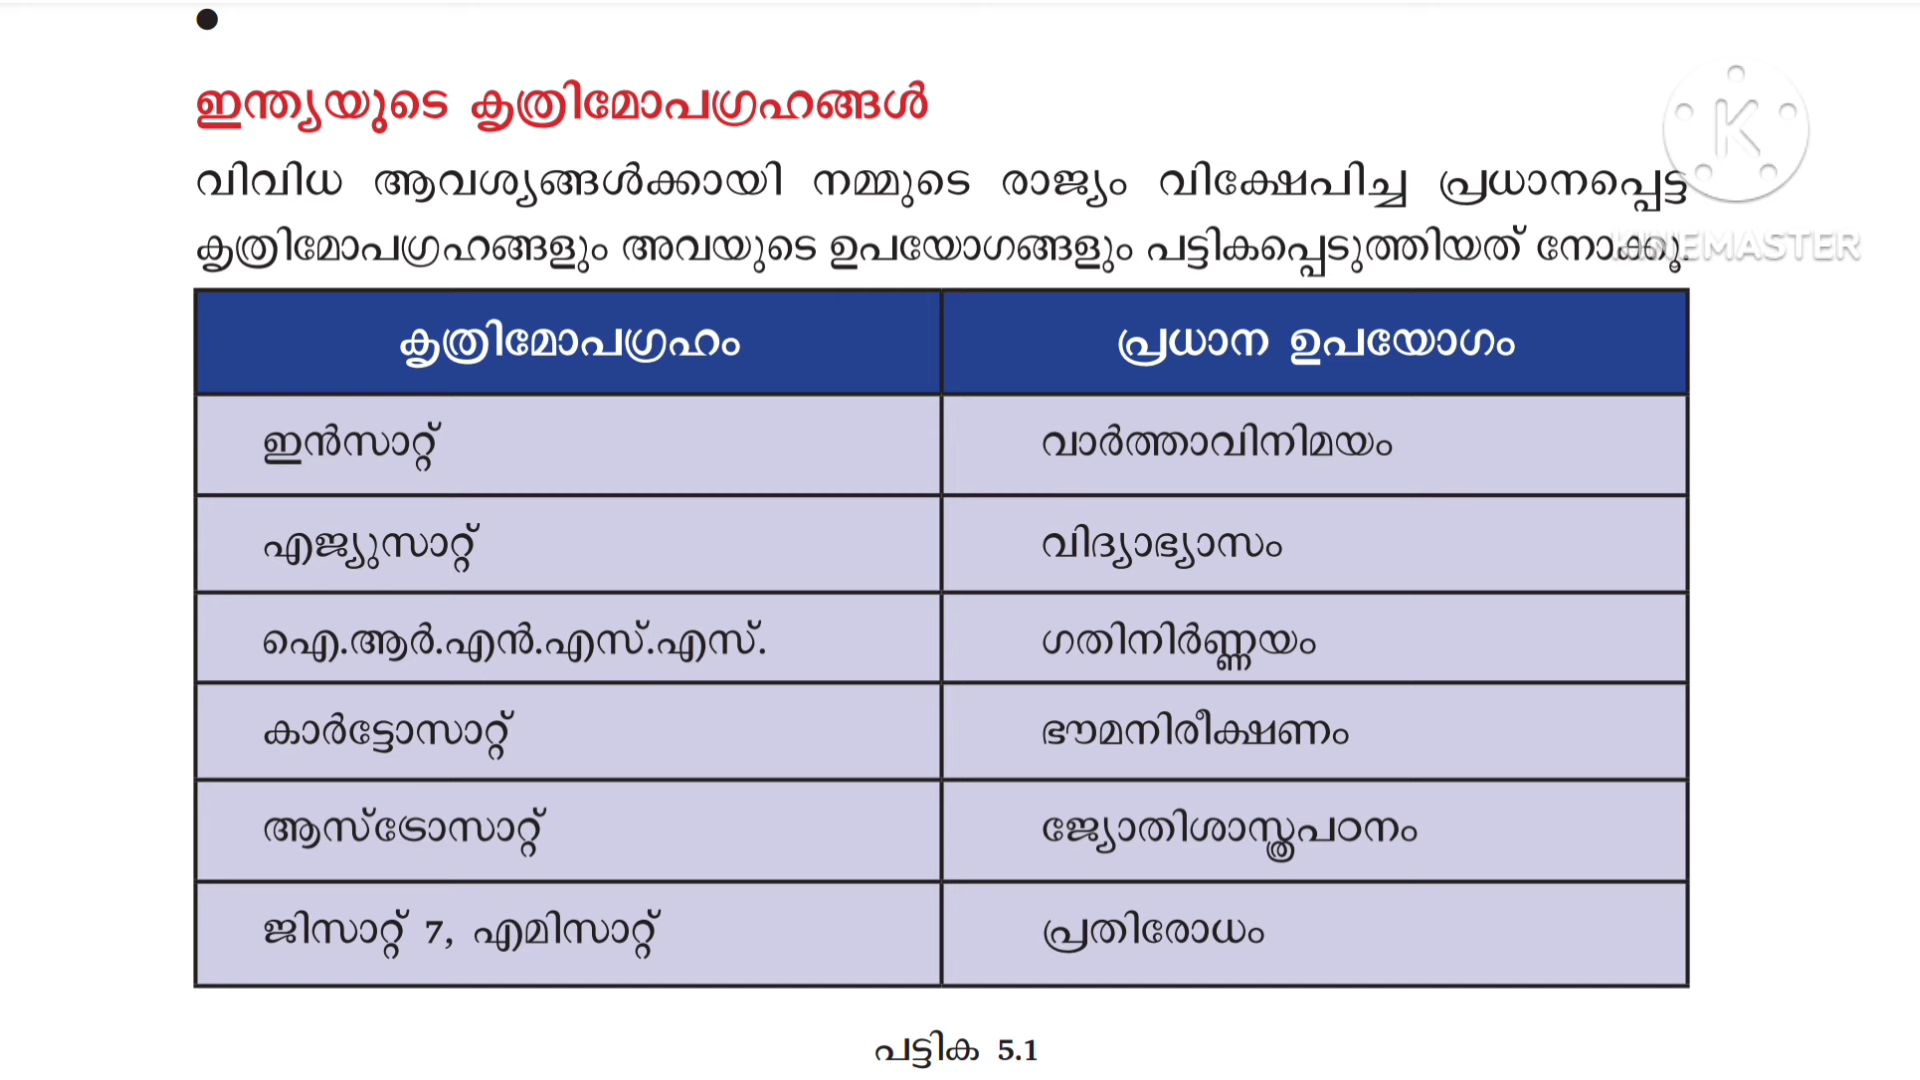 ഇന്ത്യയുടെ കൃത്രിമോപഗ്രഹങ്ങൾ
വിവിധ ആവശ്യങ്ങൾക്കായി നമ്മുടെ രാജ്യം വിക്ഷേപിച്ച പ്രധാനപ്പെട്ട
കൃത്രിമോപഗ്രഹങ്ങളും അവയുടെ ഉപയോഗങ്ങളും പട്ടികപ്പെടുത്തിയത് നോക്കൂ.
K
KINEMASTER
കൃത്രിമോപഗ്രഹം പ്രധാന ഉപയോഗം
ഇൻസാറ്റ് വാർത്താവിനിമയം
എജ്യുസാറ്റ് വിദ്യാഭ്യാസം
ഐ.ആർ.എൻ.എസ്.എസ്. ഗതിനിർണ്ണയം
കാർട്ടോസാറ്റ് ഭൗമനിരീക്ഷണം
ആസ്ട്രോസാറ്റ് ജ്യോതിശാസ്ത്രപഠനം
ജിസാറ്റ് 7, എമിസാറ്റ് പ്രതിരോധം
പട്ടിക 5.1